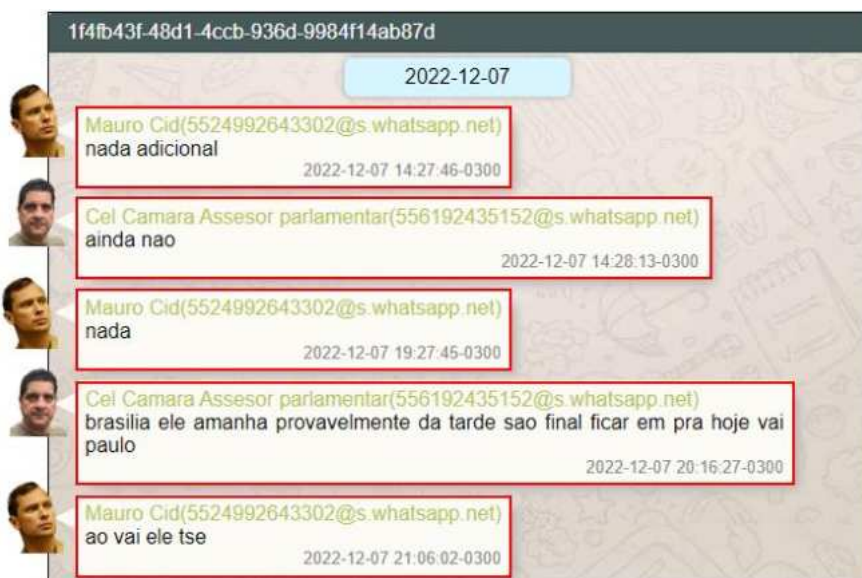 1f4fb43f-48d1-4ccb-936d-9984f14ab87d
2022-12-07
Mauro Cid(5524992643302@s.whatsapp.net)
nada adicional
2022-12-07 14:27:46-0300
Cel Camara Assesor parlamentar(556192435152@s.whatsapp.net)
ainda nao
2022-12-07 14:28:13-0300
Mauro Cid(5524992643302@s.whatsapp.net)
nada
2022-12-07 19:27:45-0300
Cel Camara Assesor parlamentar(556192435152@s.whatsapp.net)
brasilia ele amanha provavelmente da tarde sao final ficar em pra hoje vai
paulo
2022-12-07 20:16:27-0300
Mauro Cid(5524992643302@s.whatsapp.net)
ao vai ele tse
2022-12-07 21:06:02-0300